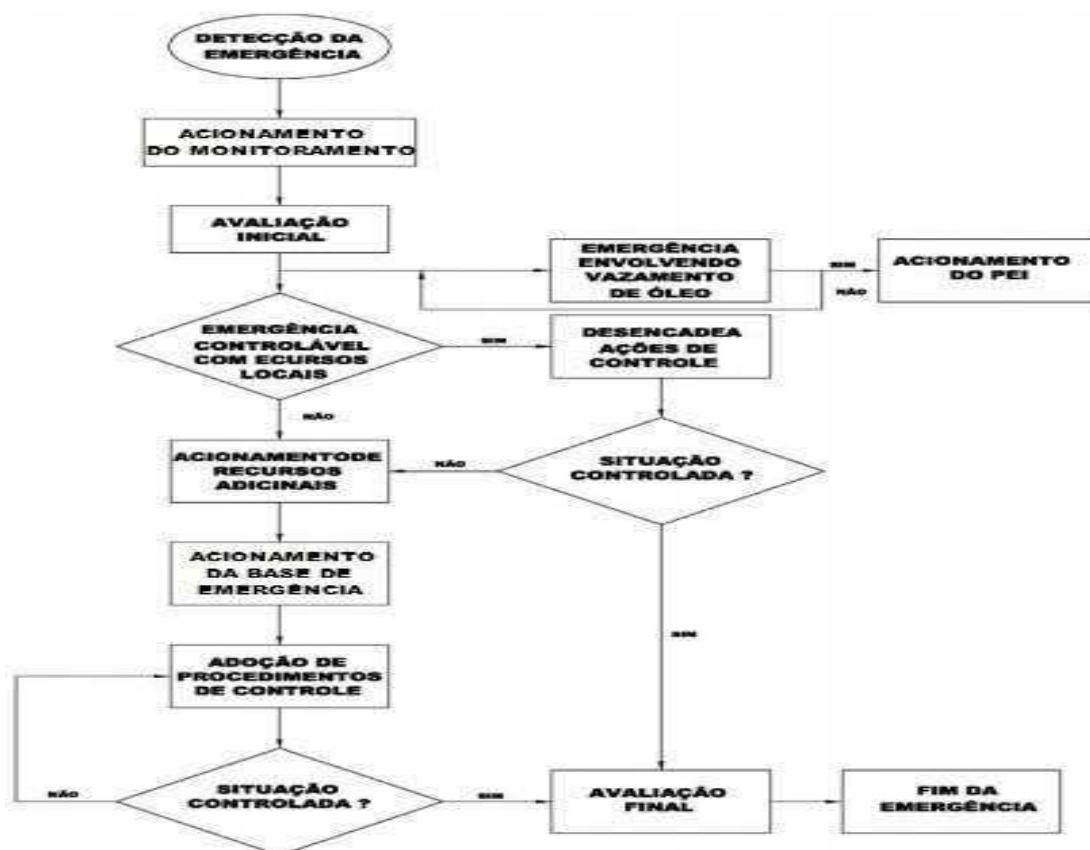 DETECÇÃO DA
EMERGÊNCIA
ACIONAMENTO
DO MONITORAMENTO
AVALIAÇÃO
INICIAL
EMERGÊNCIA
ENVOLVENDO
VAZAMENTO
DE ÓLEO
SIM
NÃO
ACIONAMENTO
DO PEI
EMERGÊNCIA
CONTROLÁVEL
COM ECURSOS
LOCAIS
SIM
DESENCADEA
AÇÕES DE
CONTROLE
NÃO
ACIONAMENTODE
RECURSOS
ADICINAIS
NÃO
SITUAÇÃO
CONTROLADA ?
ACIONAMENTO
DA BASE DE
EMERGÊNCIA
SIM
ADOÇÃO DE
PROCEDIMENTOS
DE CONTROLE
NÃO
SITUAÇÃO
CONTROLADA ?
SIM
AVALIAÇÃO
FINAL
FIM DA
EMERGÊNCIA